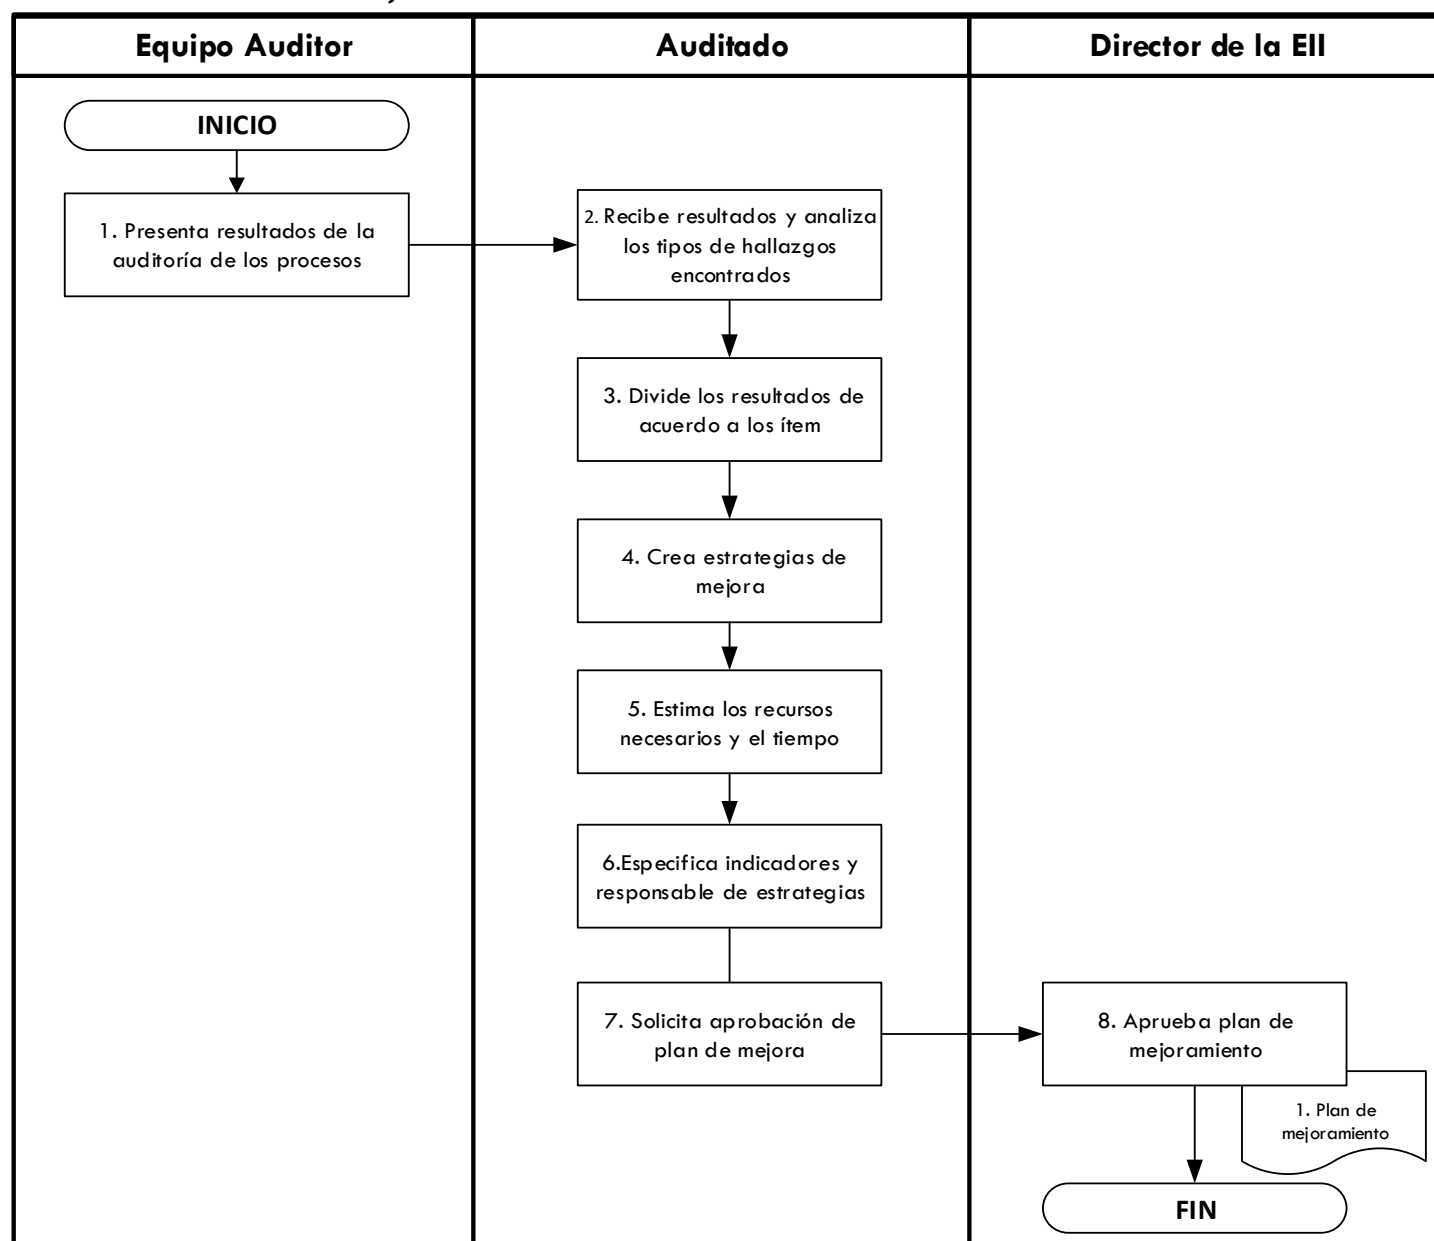 Equipo Auditor
Auditado
Director de la EII
INICIO
1. Presenta resultados de la
auditoría de los procesos
2. Recibe resultados y analiza
los tipos de hallazgos
encontrados
3. Divide los resultados de
acuerdo a los ítem
4. Crea estrategias de
mejora
5. Estima los recursos
necesarios y el tiempo
6.Especifica indicadores y
responsable de estrategias
7. Solicita aprobación de
plan de mejora
8. Aprueba plan de
mejoramiento
1. Plan de
mejoramiento
FIN